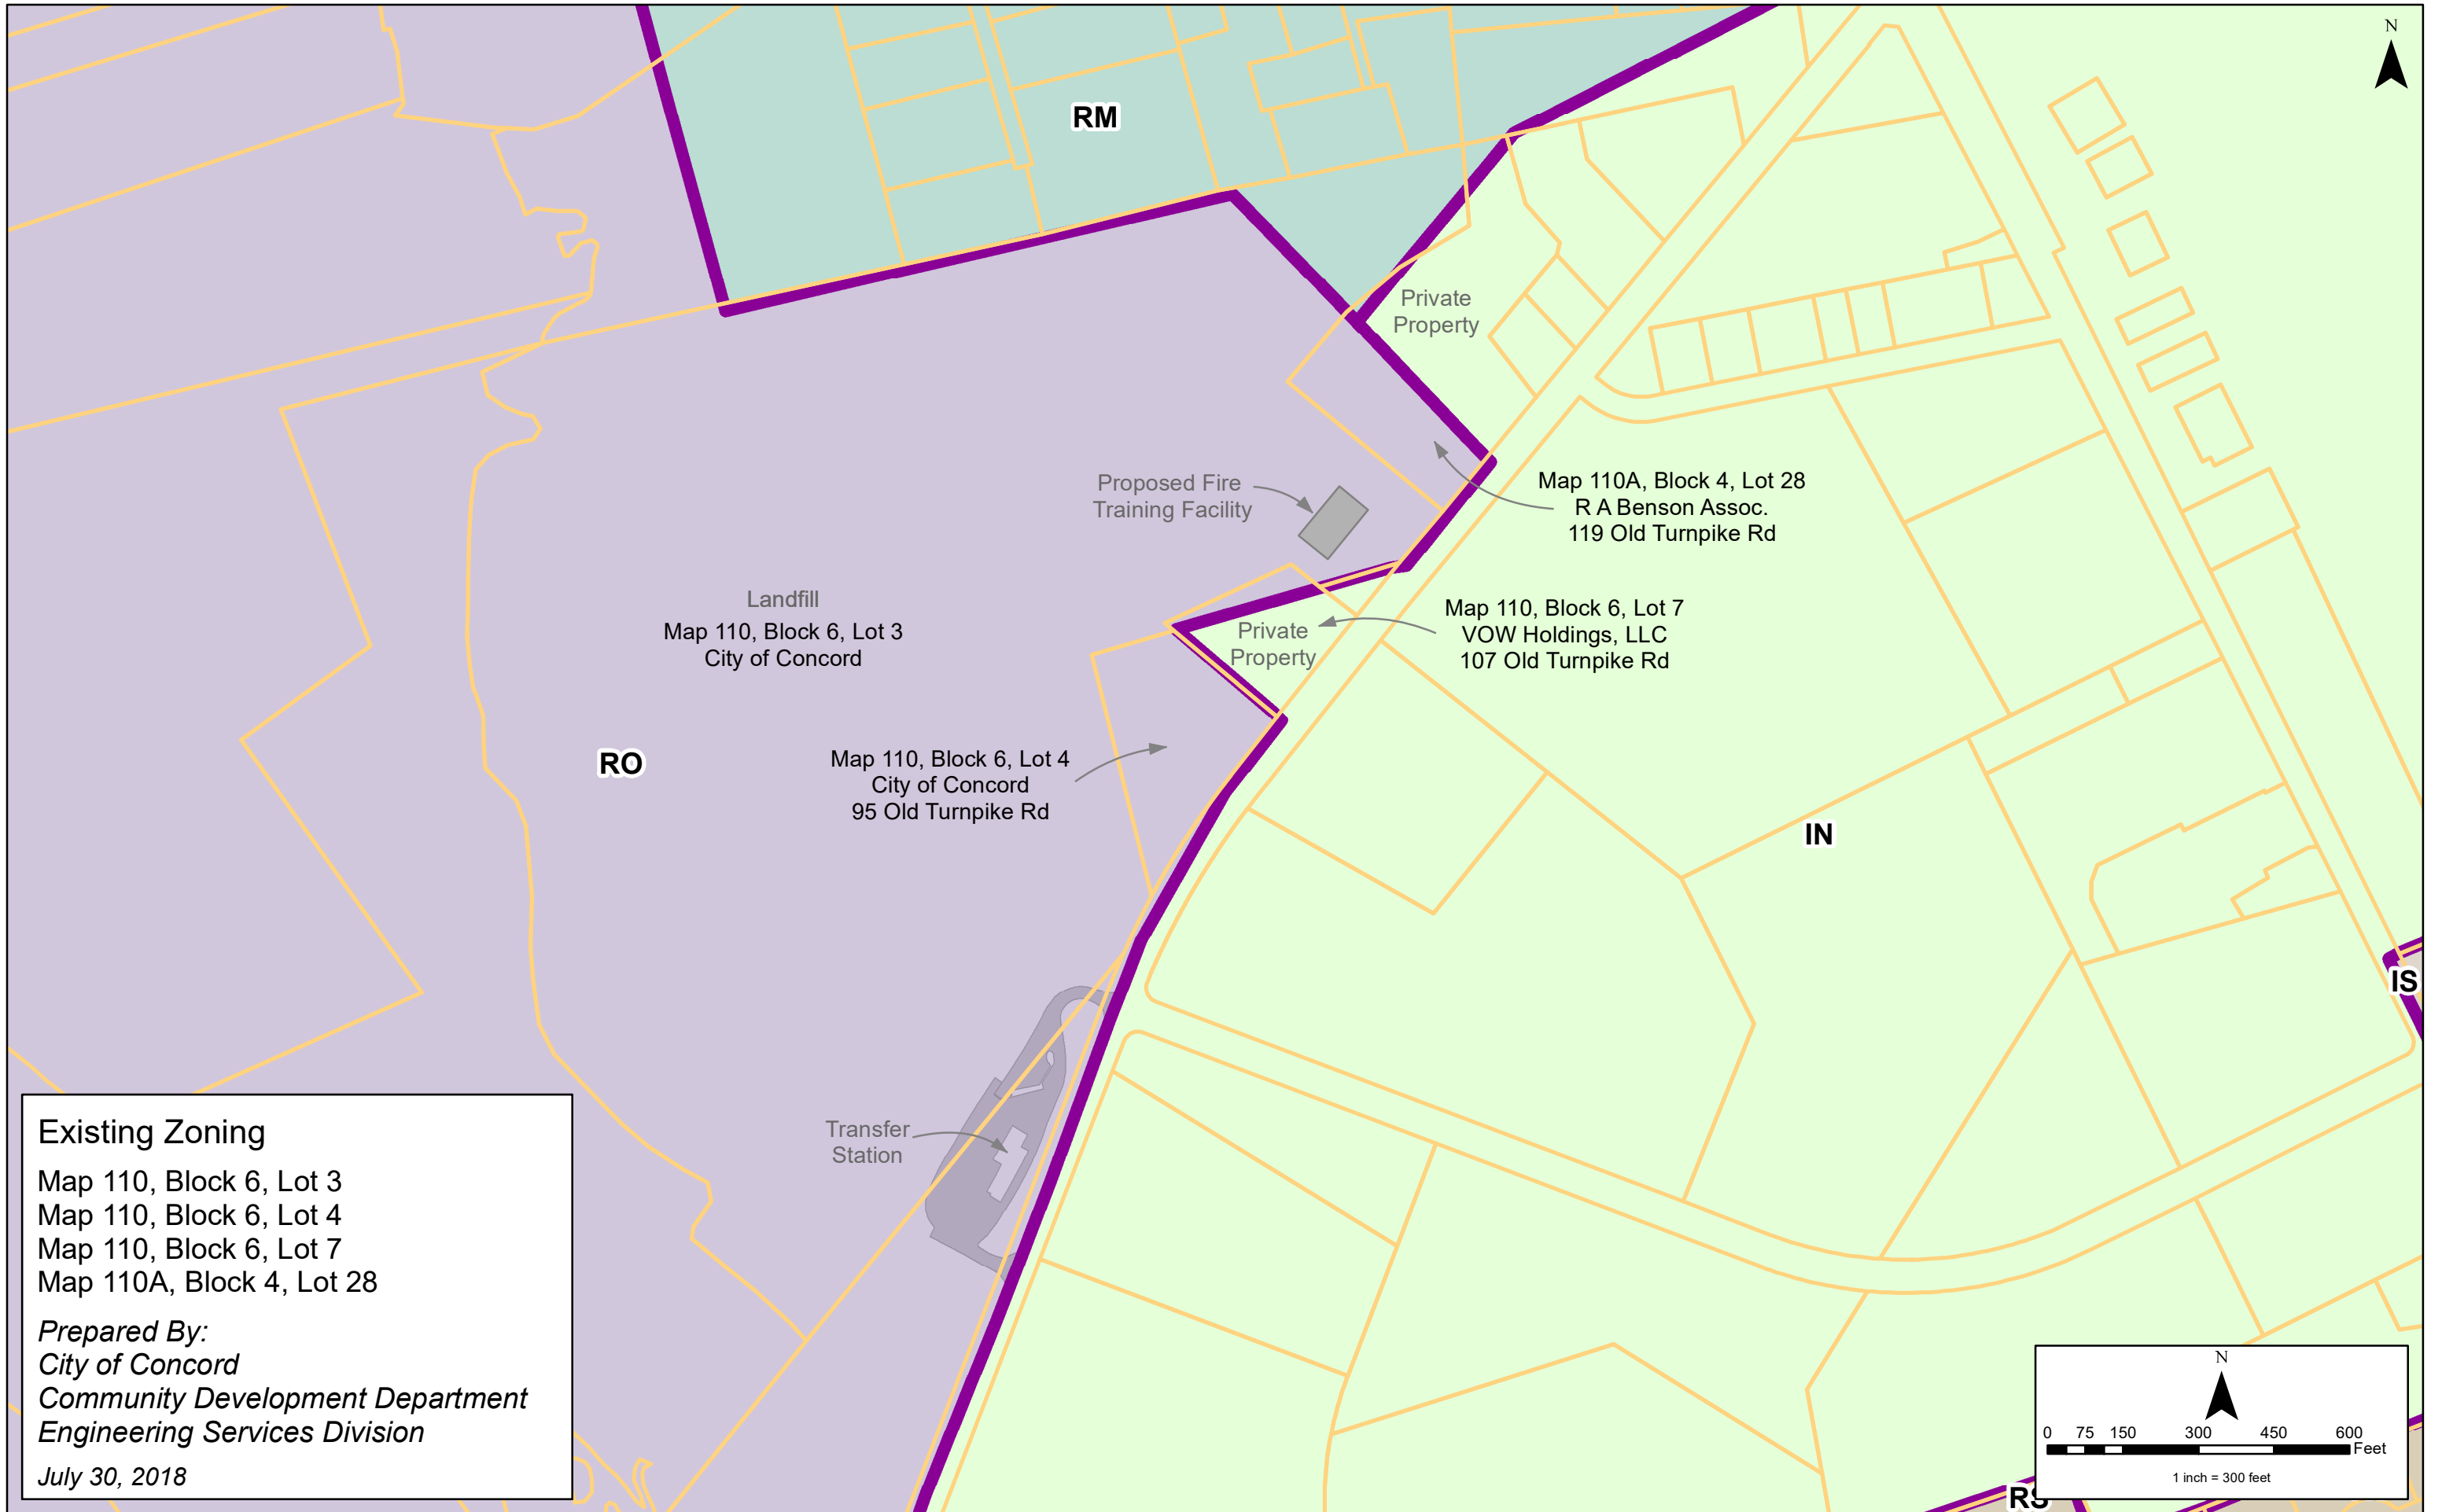 N
RM
Private
Property
Proposed Fire
Training Facility
Map 110A, Block 4, Lot 28
R A Benson Assoc.
119 Old Turnpike Rd
Landfill
Map 110, Block 6, Lot 3
City of Concord
Map 110, Block 6, Lot 7
VOW Holdings, LLC
107 Old Turnpike Rd
Private
Property
RO
Map 110, Block 6, Lot 4
City of Concord
95 Old Turnpike Rd
IN
IS
Transfer
Station
Existing Zoning
Map 110, Block 6, Lot 3
Map 110, Block 6, Lot 4
Map 110, Block 6, Lot 7
Map 110A, Block 4, Lot 28
Prepared By:
City of Concord
Community Development Department
Engineering Services Division
July 30, 2018
N
0 75 150 300 450 600
Feet
1 inch = 300 feet
RS